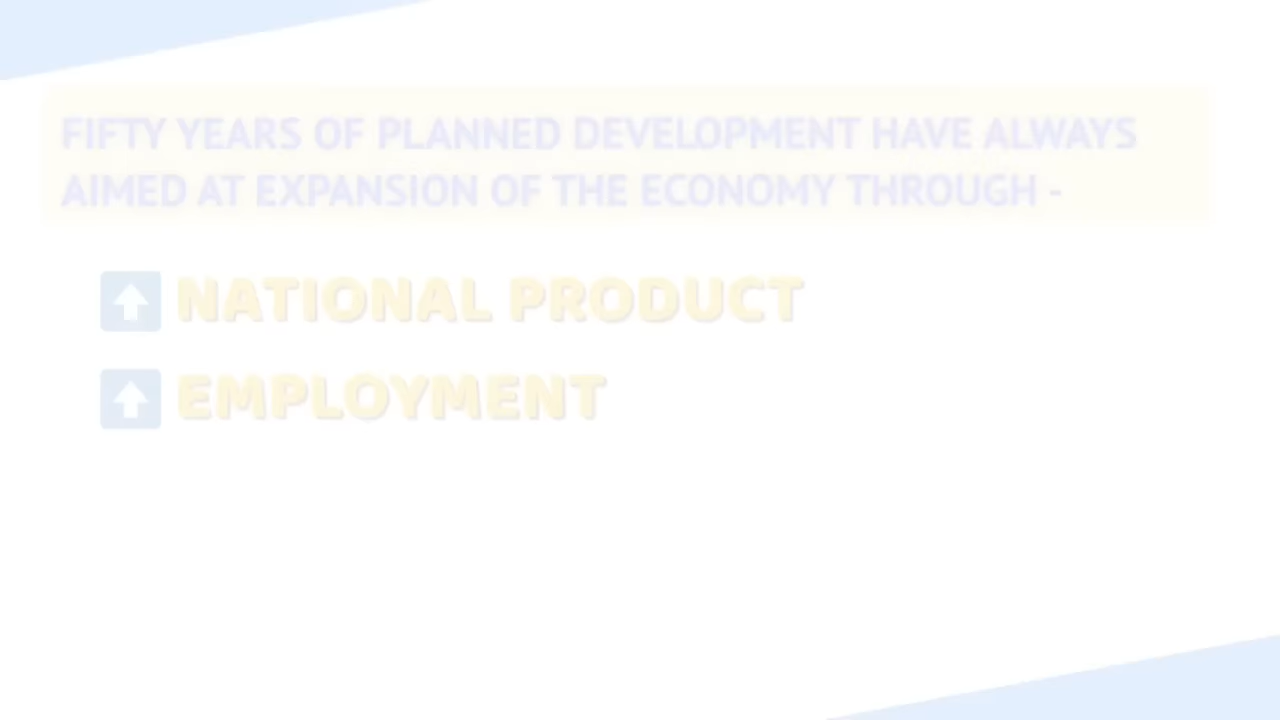 FIFTY YEARS OF PLANNED DEVELOPMENT HAVE ALWAYS
AIMED AT EXPANSION OF THE ECONOMY THROUGH -
NATIONAL PRODUCT
EMPLOYMENT